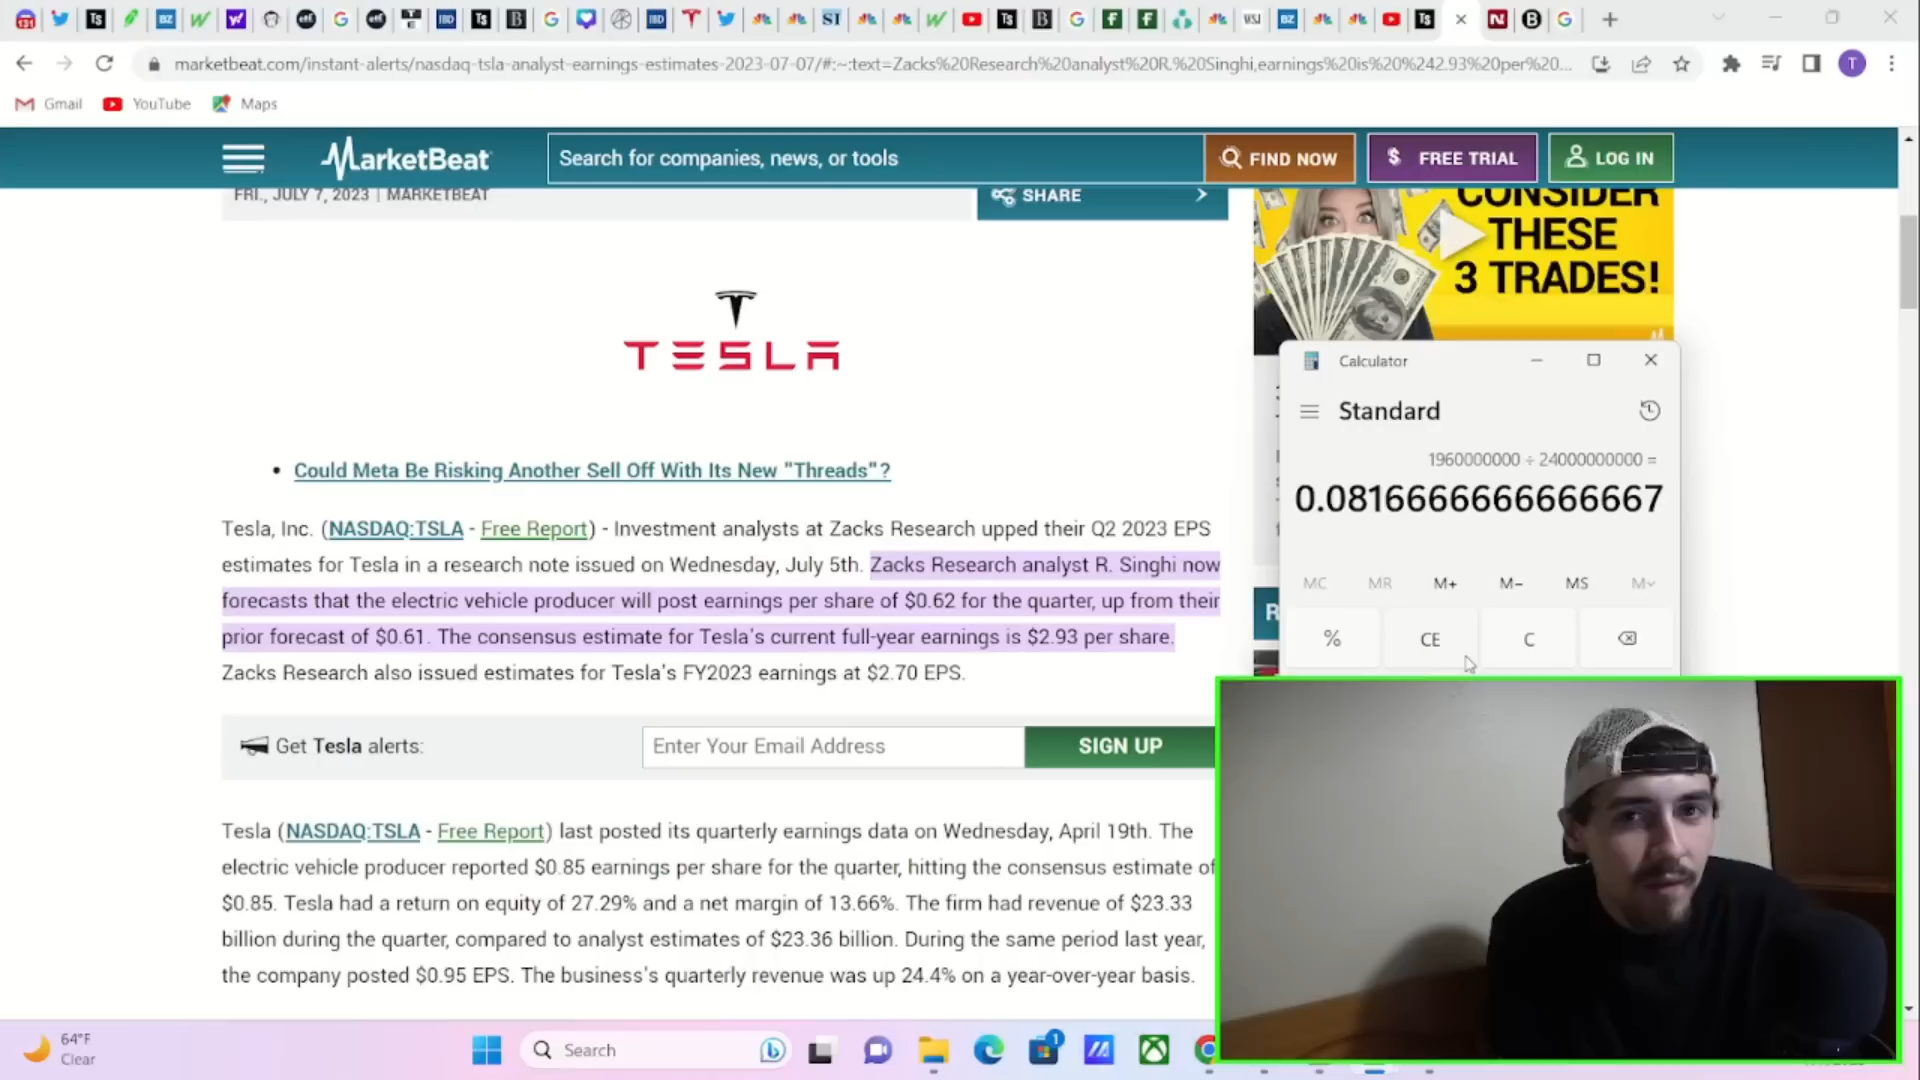 marketbeat.com/instant-alerts/nasdaq-tsla-analyst-earnings-estimates-2023-07-07/#:~:text=Zacks%20Research%20analyst%20R.%20Singhi,earnings%20is%20%242.93%20per%20...
T
Gmail YouTube Maps
MarketBeat
Search for companies, news, or tools
FIND NOW
$ FREE TRIAL
LOG IN
FRI., JULY 7, 2023 | MARKETBEAT
SHARE
CONSIDER
THESE
3 TRADES!
TESLA
Calculator
Standard
1960000000 ÷ 24000000000 =
0.0816666666666667
MC MR M+ M− MS M
% CE C
• Could Meta Be Risking Another Sell Off With Its New "Threads"?
Tesla, Inc. (NASDAQ:TSLA - Free Report) - Investment analysts at Zacks Research upped their Q2 2023 EPS
estimates for Tesla in a research note issued on Wednesday, July 5th. Zacks Research analyst R. Singhi now
forecasts that the electric vehicle producer will post earnings per share of $0.62 for the quarter, up from their
prior forecast of $0.61. The consensus estimate for Tesla's current full-year earnings is $2.93 per share.
Zacks Research also issued estimates for Tesla's FY2023 earnings at $2.70 EPS.
Get Tesla alerts:
Enter Your Email Address
SIGN UP
Tesla (NASDAQ:TSLA - Free Report) last posted its quarterly earnings data on Wednesday, April 19th. The
electric vehicle producer reported $0.85 earnings per share for the quarter, hitting the consensus estimate of
$0.85. Tesla had a return on equity of 27.29% and a net margin of 13.66%. The firm had revenue of $23.33
billion during the quarter, compared to analyst estimates of $23.36 billion. During the same period last year,
the company posted $0.95 EPS. The business's quarterly revenue was up 24.4% on a year-over-year basis.
64°F
Clear
Search
1